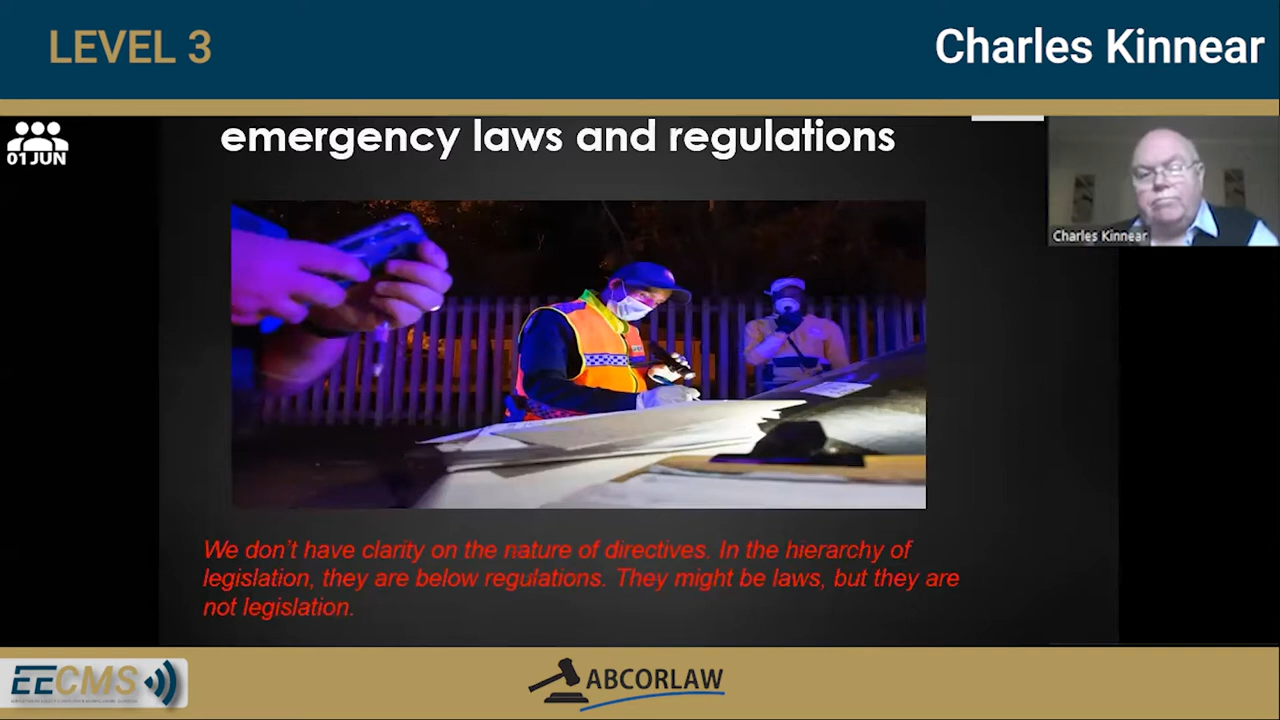 LEVEL 3
Charles Kinnear
01 JUN
emergency laws and regulations
Charles Kinnear
We don't have clarity on the nature of directives. In the hierarchy of
legislation, they are below regulations. They might be laws, but they are
not legislation.
EECMS
ABCORLAW